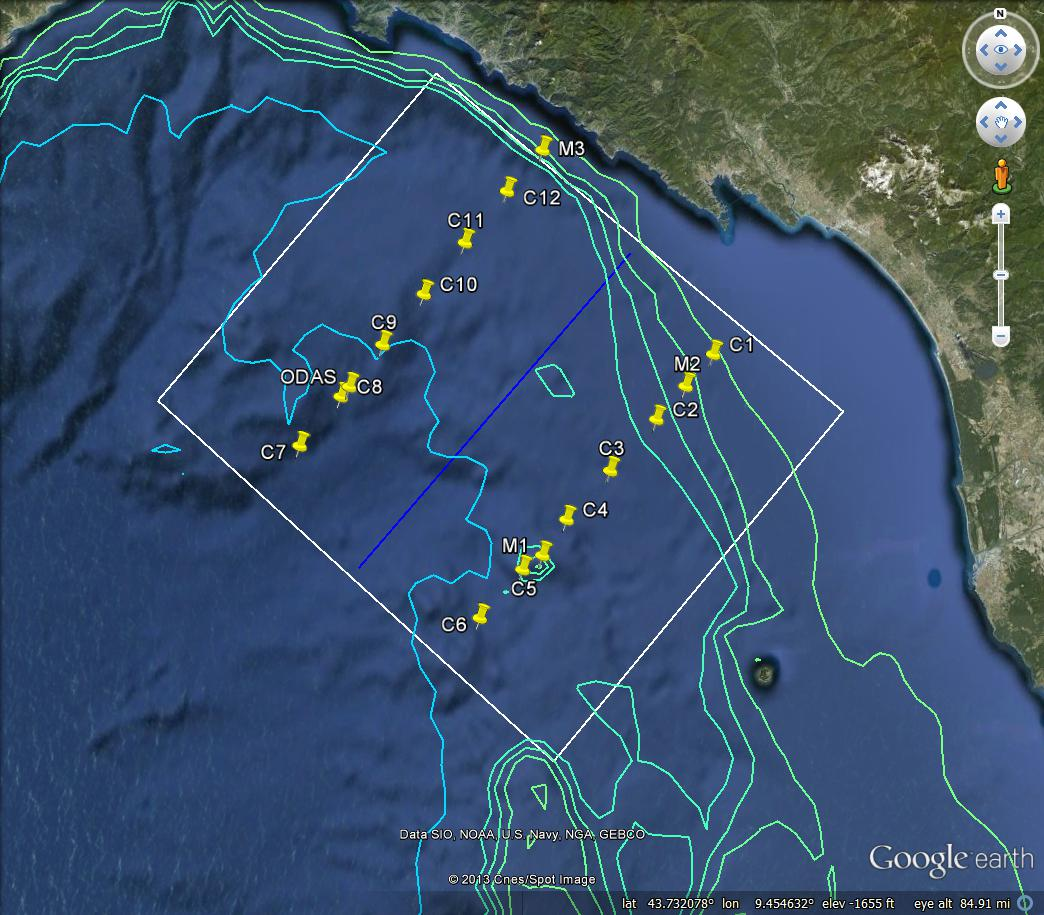 N
M3
C12
C11
C10
C9
C1
M2
ODAS
C8
C2
C7
C3
C4
M1
C5
C6
Data SIO, NOAA, U.S. Navy, NGA, GEBCO
Google earth
© 2013 Cnes/Spot Image
lat 43.732078° lon 9.454632° elev -1655 ft eye alt 84.91 mi